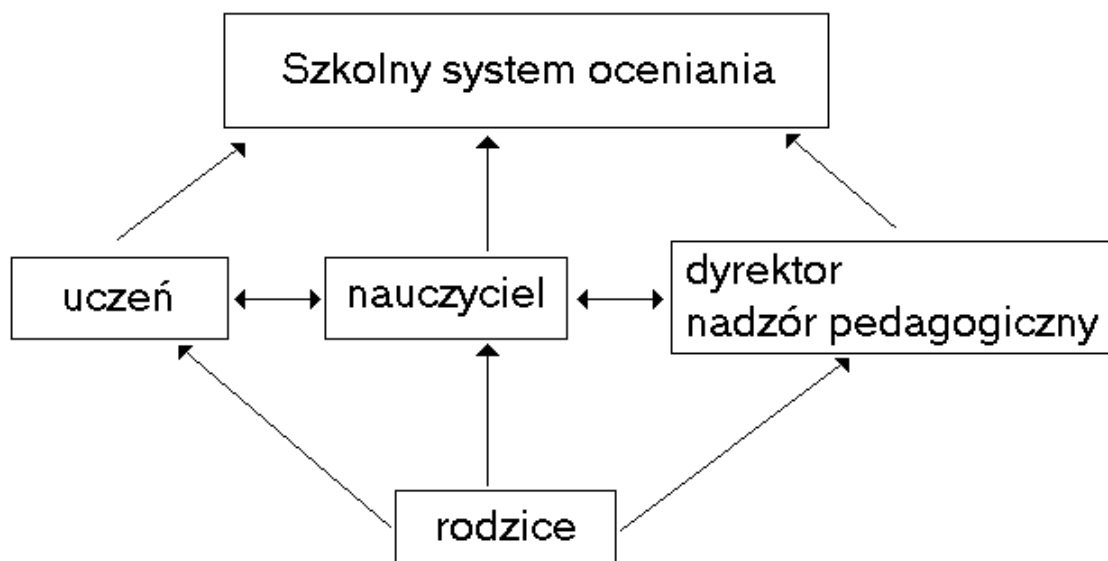 Szkolny system oceniania
uczeń
nauczyciel
dyrektor
nadzór pedagogiczny
rodzice